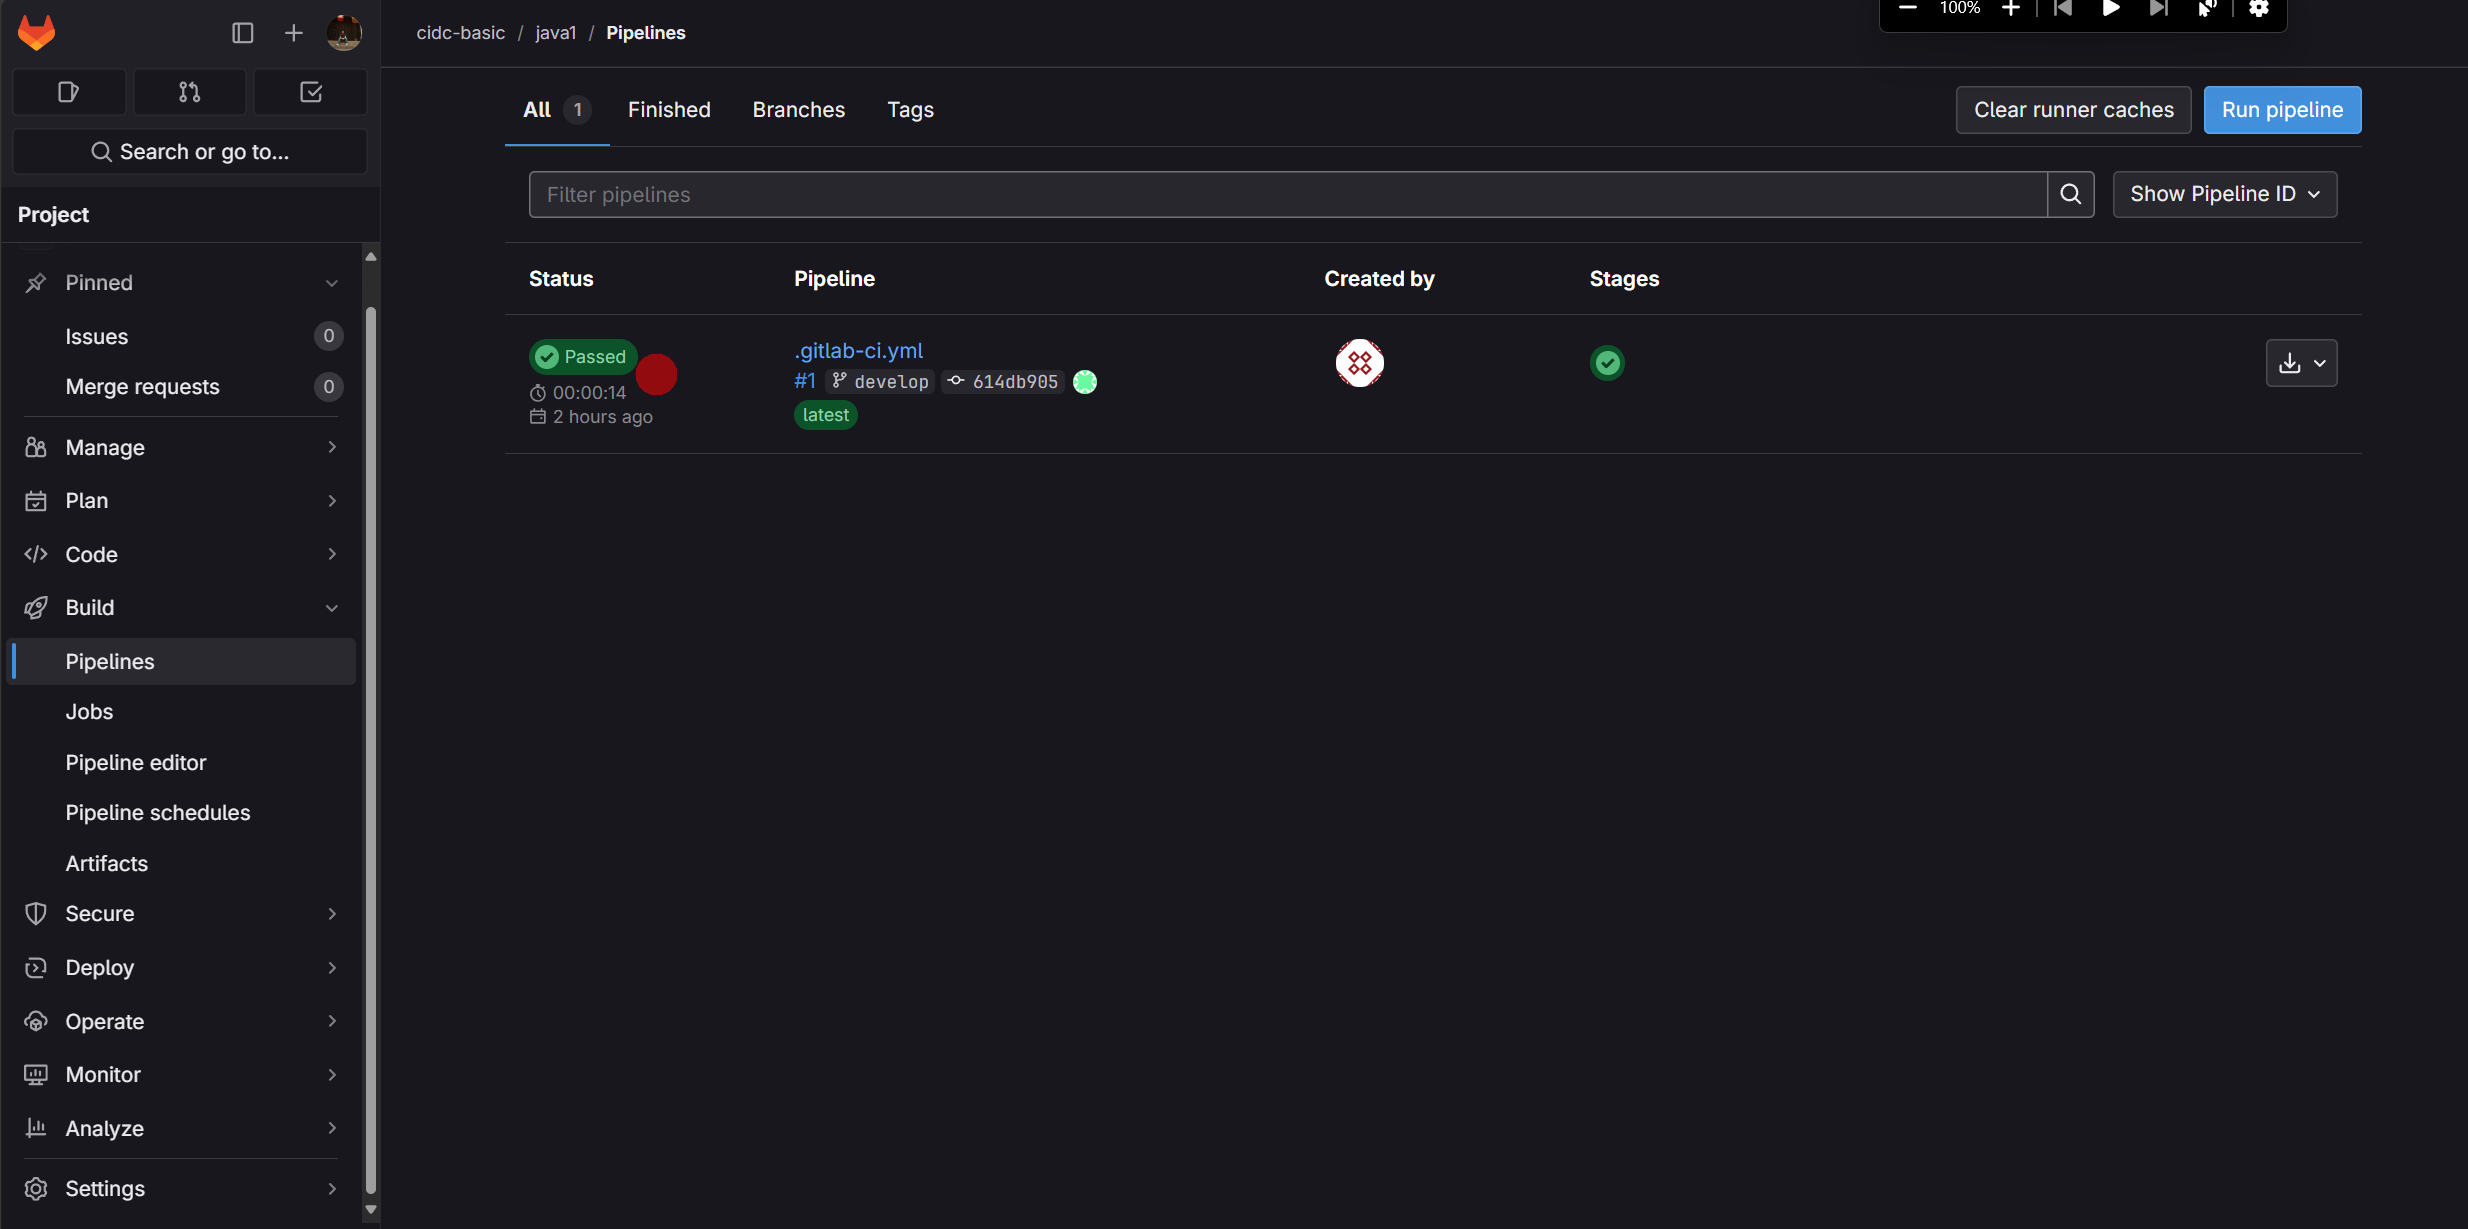 cidc-basic / java1 / Pipelines
100%
Search or go to...
Project
Pinned
Issues 0
Merge requests 0
Manage
Plan
Code
Build
Pipelines
Jobs
Pipeline editor
Pipeline schedules
Artifacts
Secure
Deploy
Operate
Monitor
Analyze
Settings
All 1 Finished Branches Tags
Clear runner caches Run pipeline
Filter pipelines
Show Pipeline ID
Status Pipeline Created by Stages
Passed
00:00:14
2 hours ago
.gitlab-ci.yml
#1 develop 614db905
latest